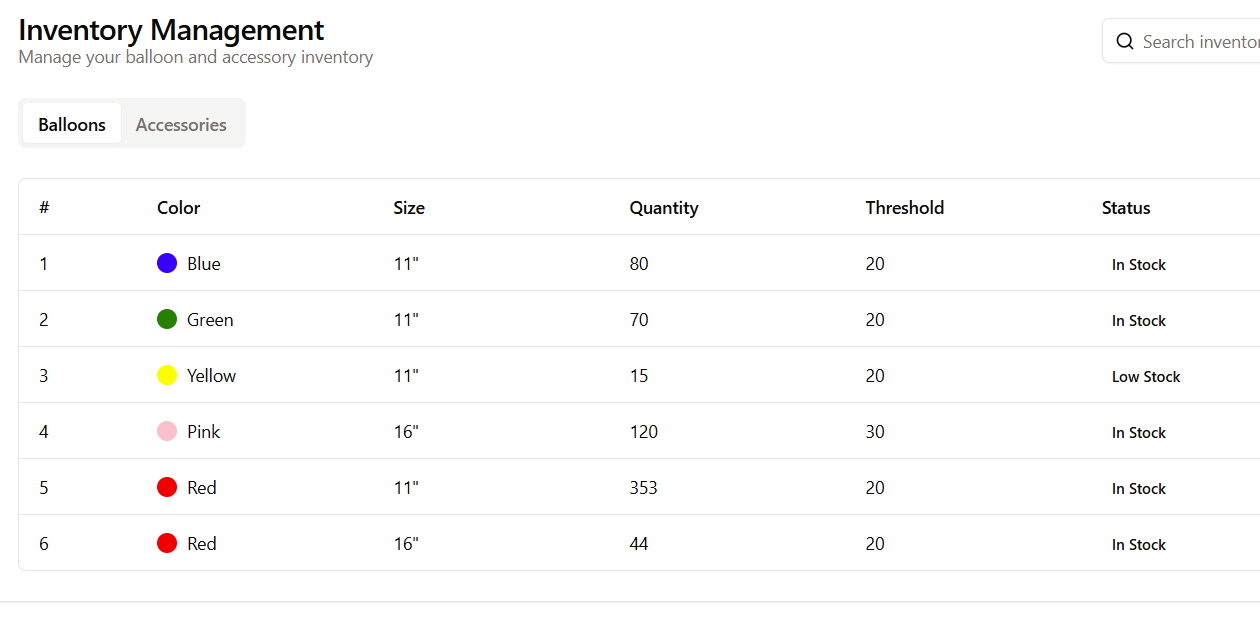 Inventory Management
Manage your balloon and accessory inventory
Search
Balloons Accessories
# Color Size Quantity Threshold Status
1 Blue 11" 80 20 In Stock
2 Green 11" 70 20 In Stock
3 Yellow 11" 15 20 Low Stock
4 Pink 16" 120 30 In Stock
5 Red 11" 353 20 In Stock
6 Red 16" 44 20 In Stock